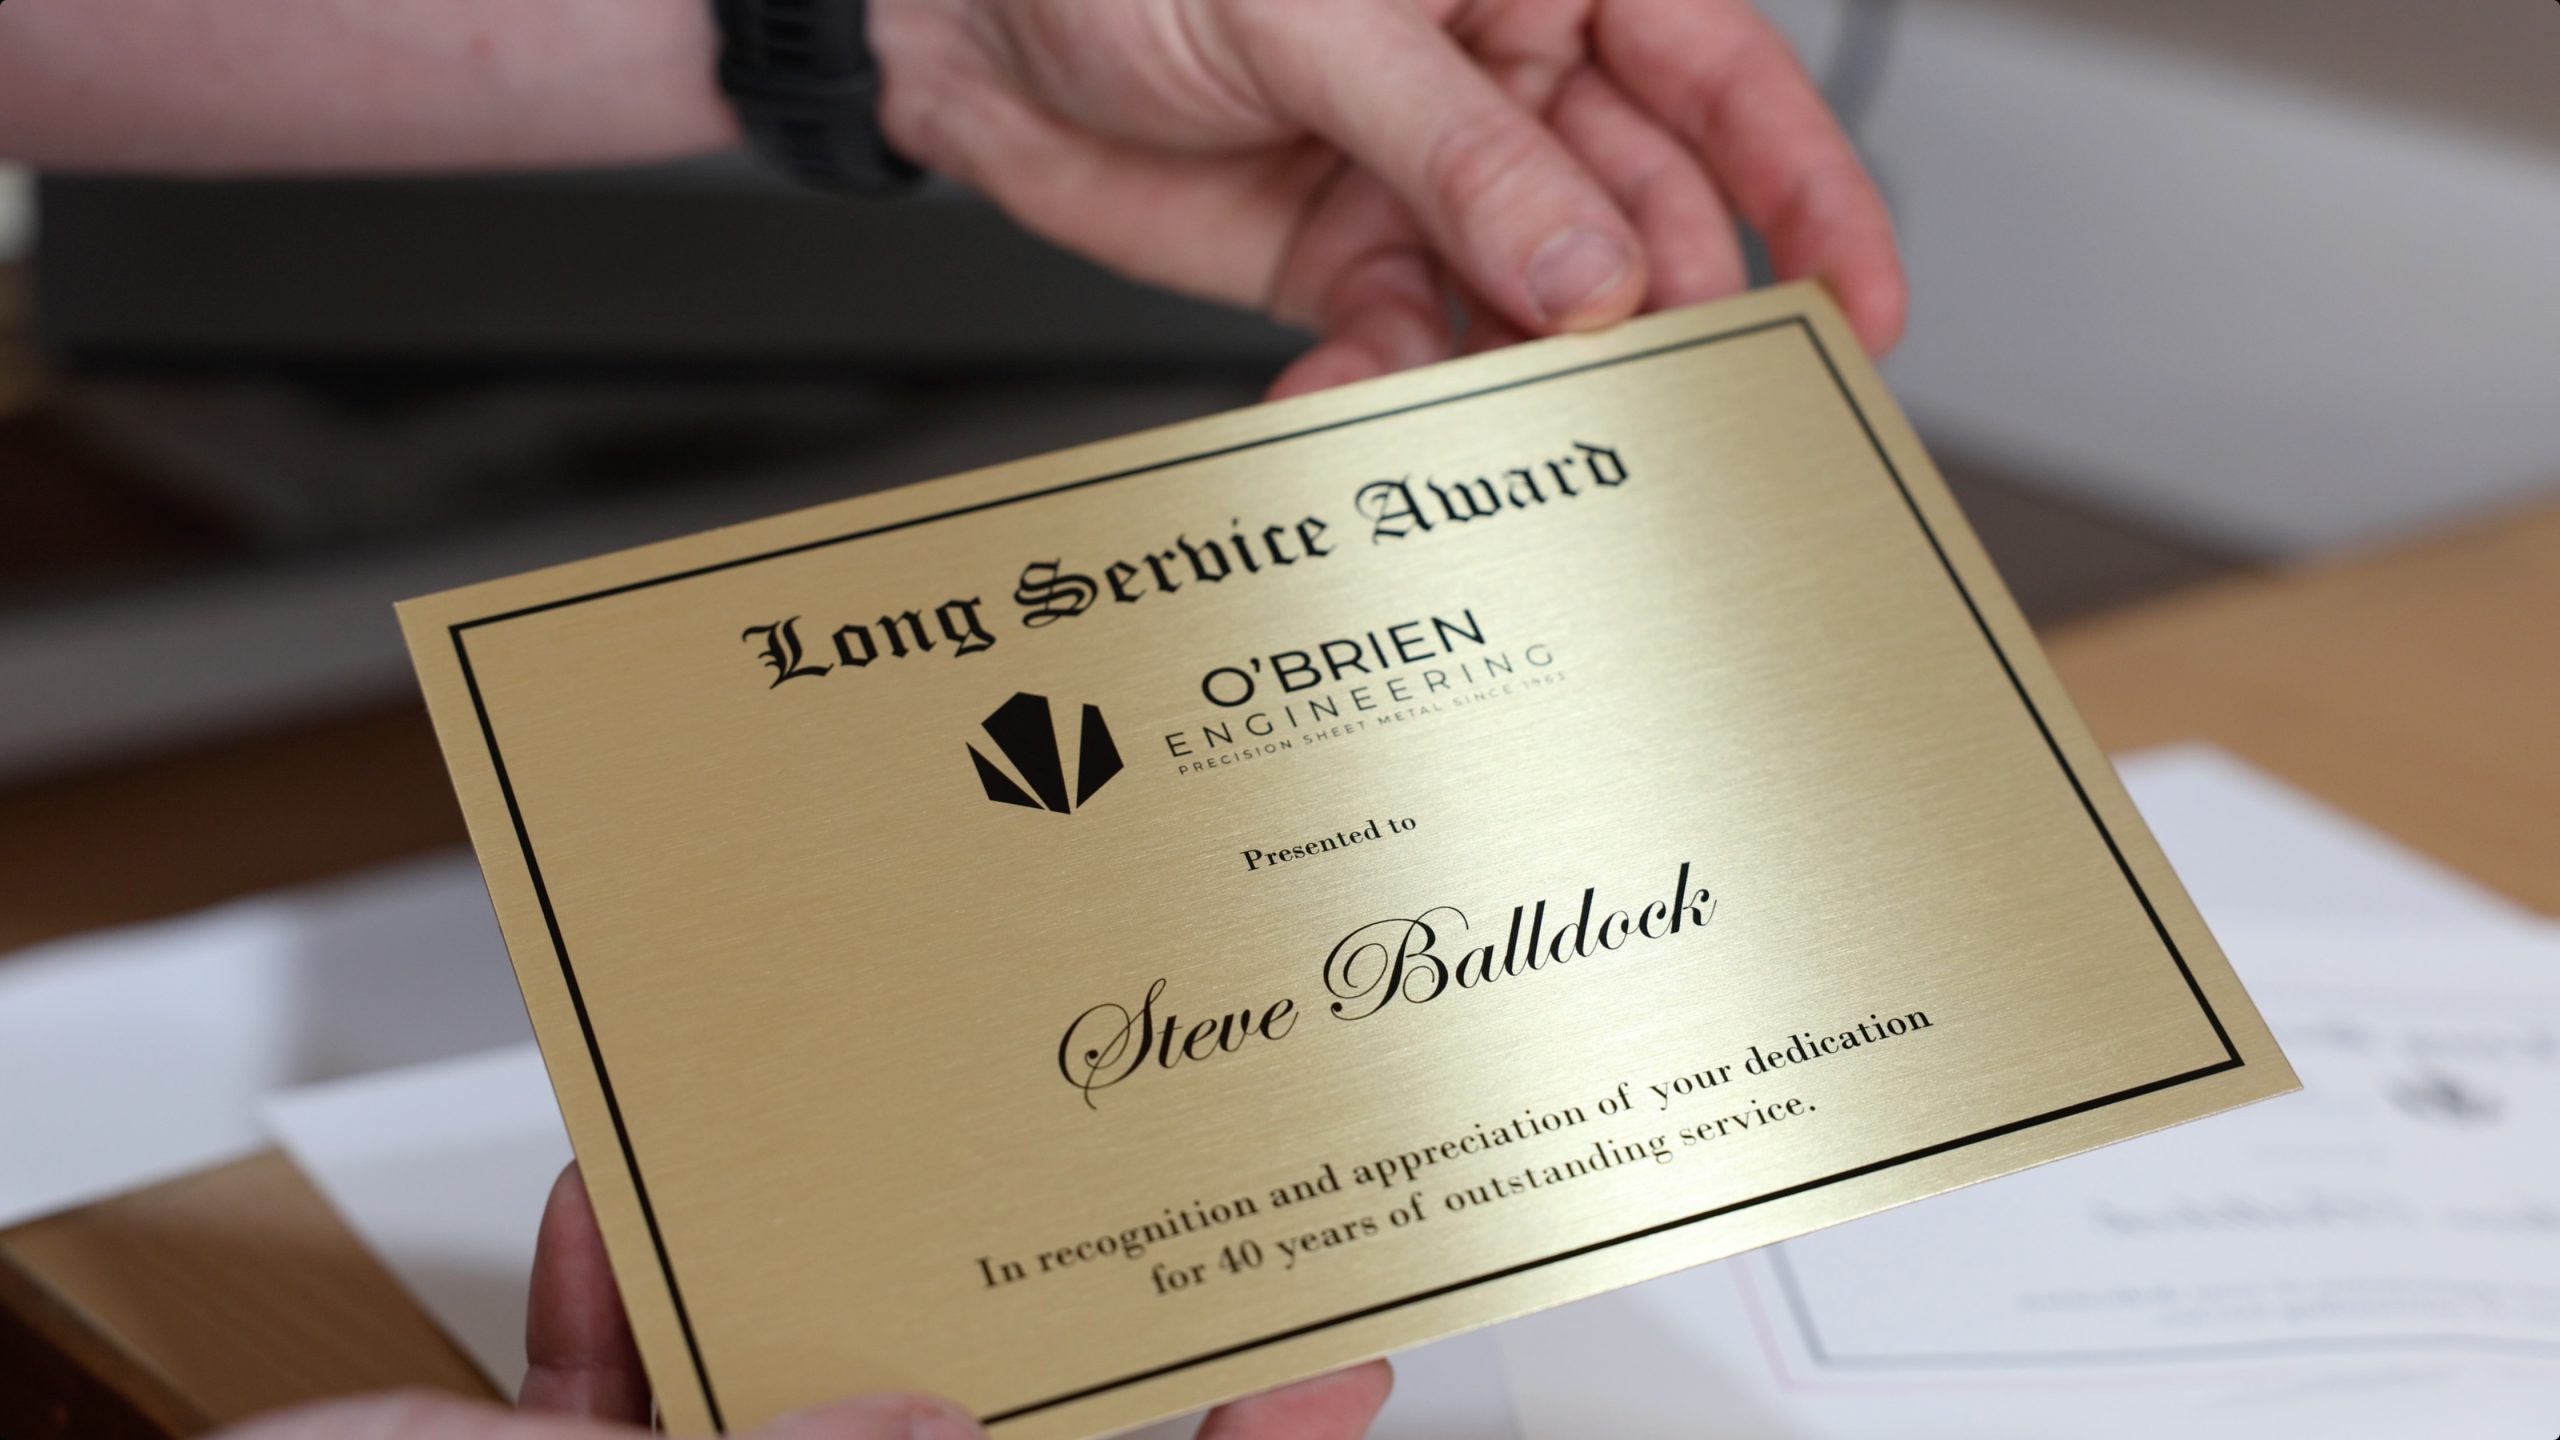 Long Service Award
O'BRIEN
ENGINEERING
PRECISION SHEET METAL SINCE 1963
Presented to
Steve Balldock
In recognition and appreciation of your dedication
for 40 years of outstanding service.